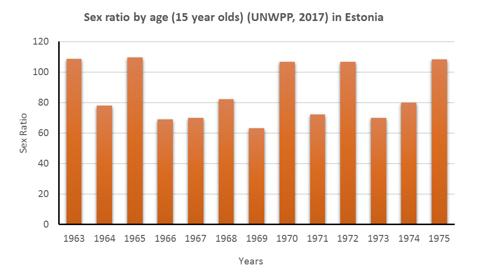 Sex ratio by age (15 year olds) (UNWPP, 2017) in Estonia
120
100
80
60
40
20
0
Sex Ratio
1963 1964 1965 1966 1967 1968 1969 1970 1971 1972 1973 1974 1975
Years